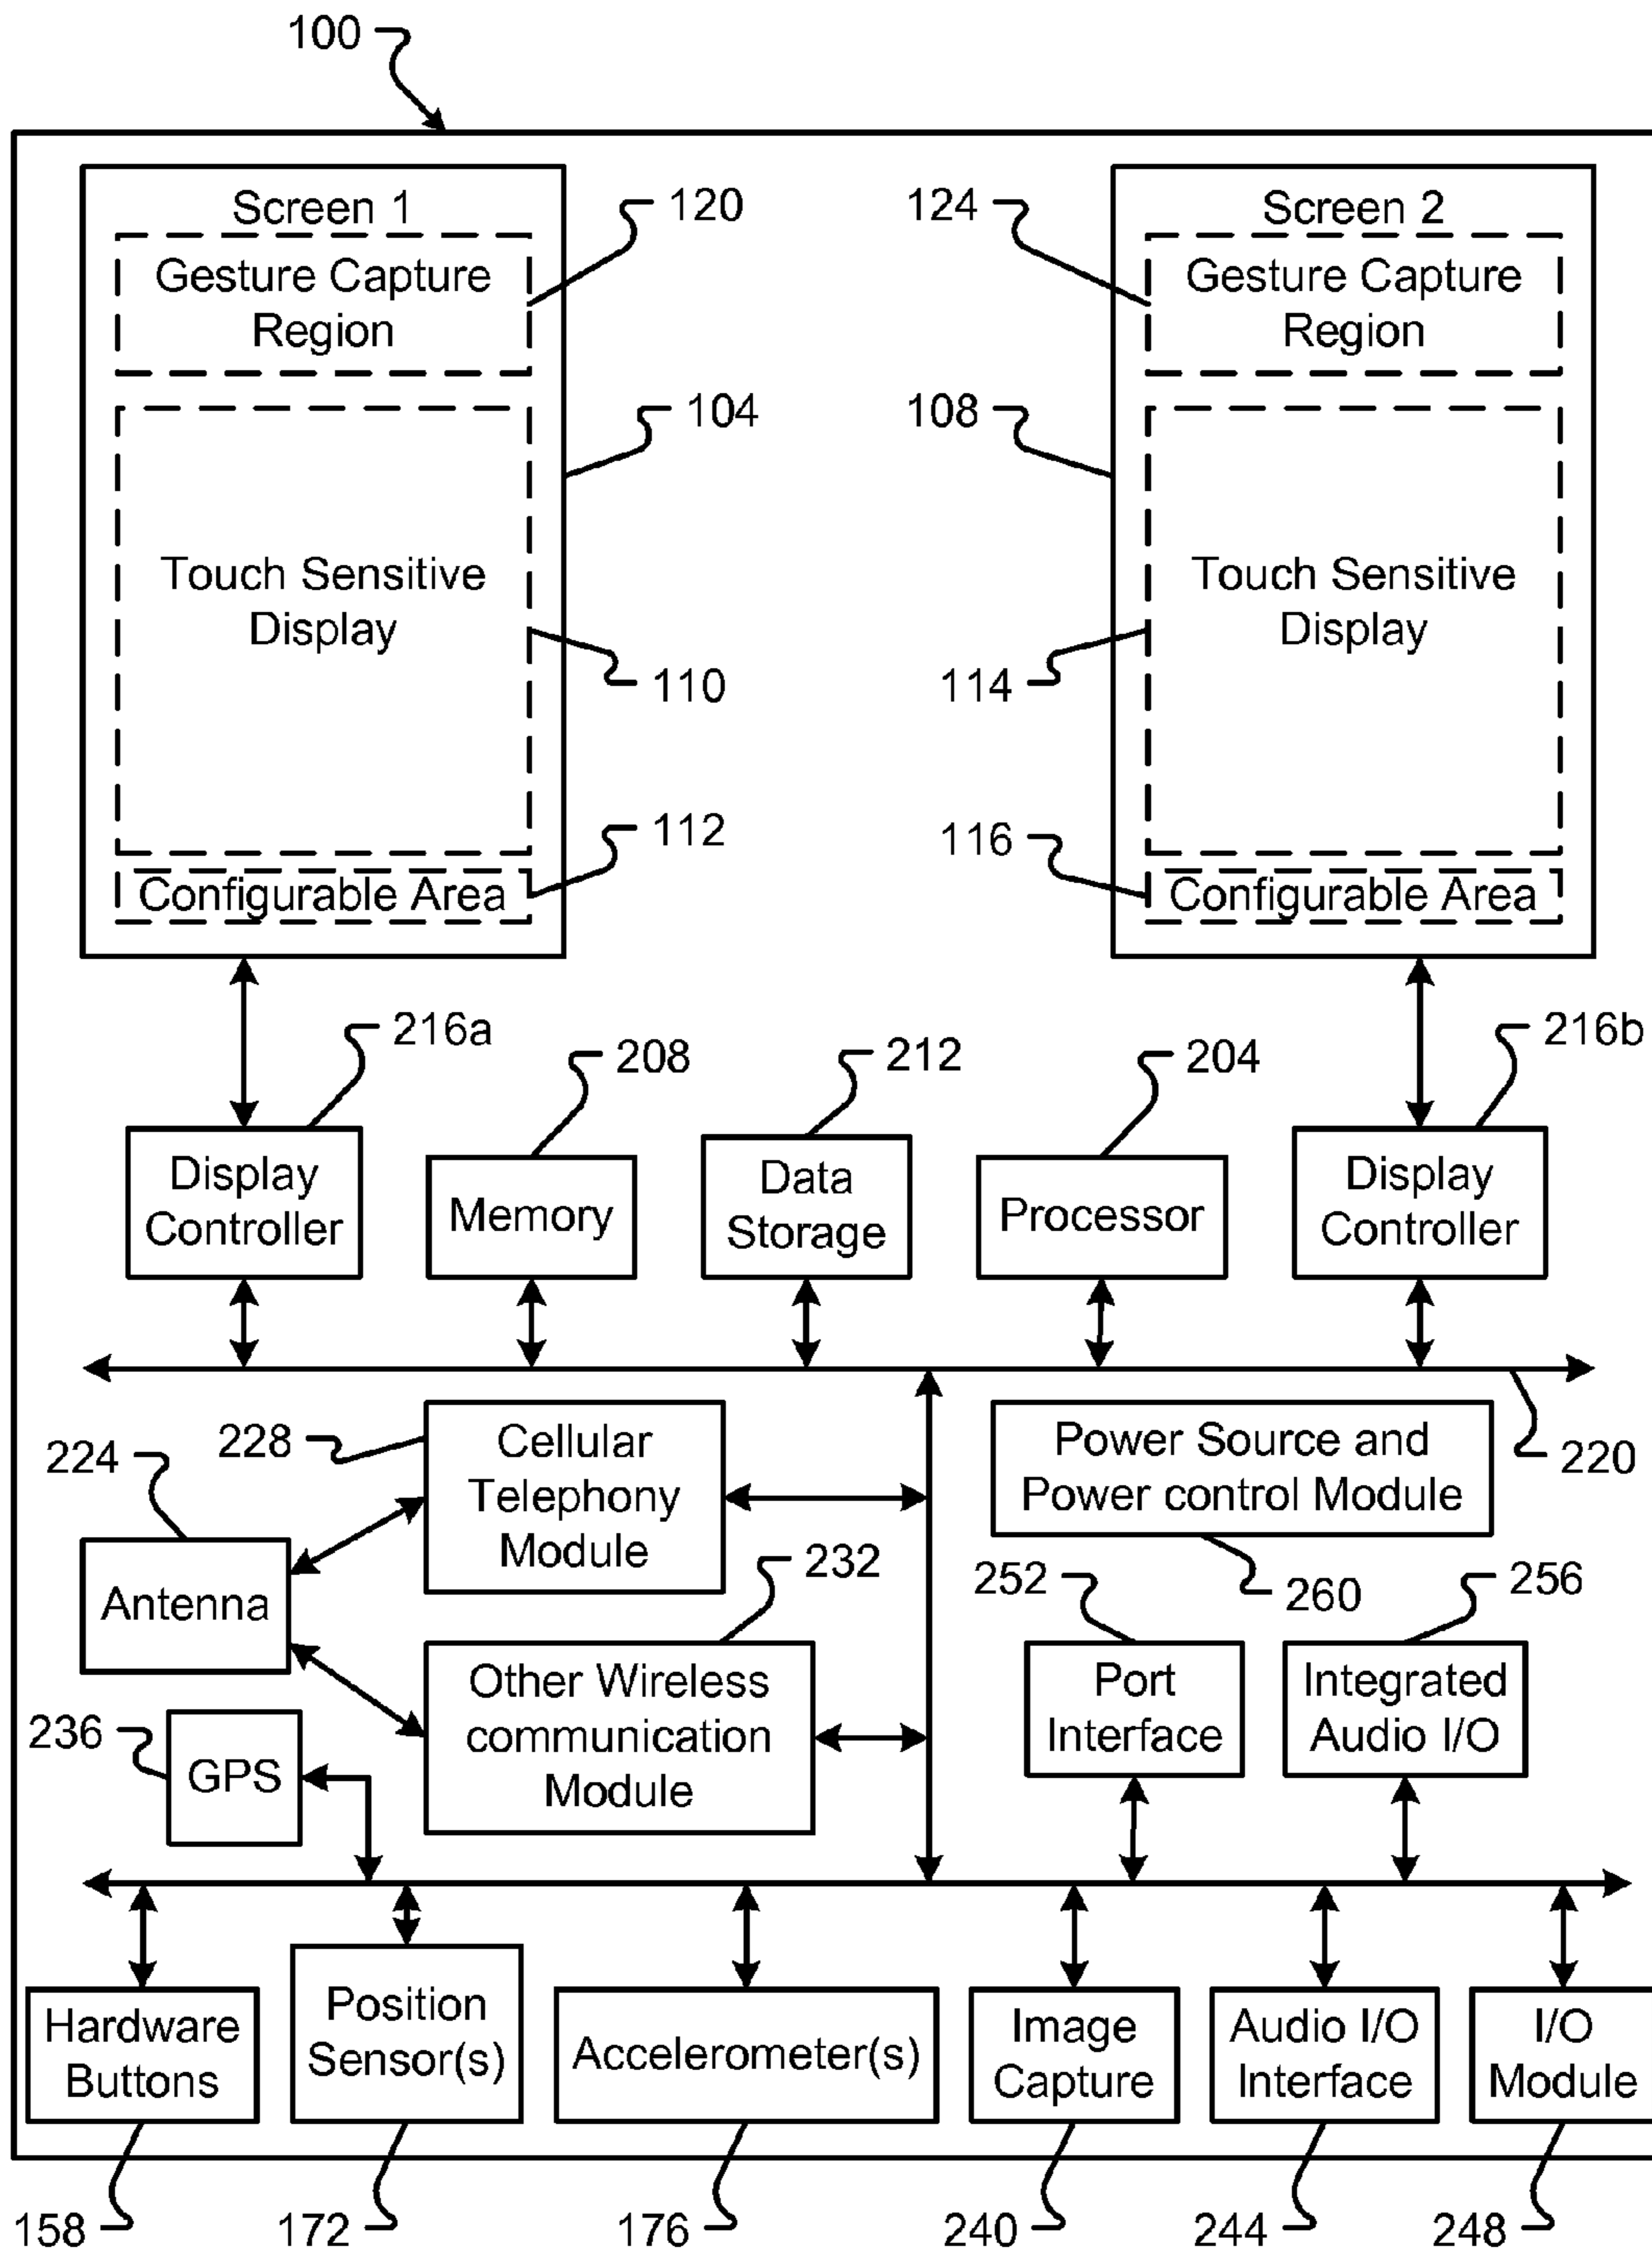 100
Screen 1
120
124
Screen 2
Gesture Capture
Region
Gesture Capture
Region
104
108
Touch Sensitive
Display
Touch Sensitive
Display
110
114
112
116
Configurable Area
Configurable Area
216a
208
212
204
216b
Display
Controller
Memory
Data
Storage
Processor
Display
Controller
228
Cellular
Telephony
Module
Power Source and
Power control Module
220
224
Antenna
232
252
260
256
Other Wireless
communication
Module
Port
Interface
Integrated
Audio I/O
236
GPS
Hardware
Buttons
Position
Sensor(s)
Accelerometer(s)
Image
Capture
Audio I/O
Interface
I/O
Module
158
172
176
240
244
248